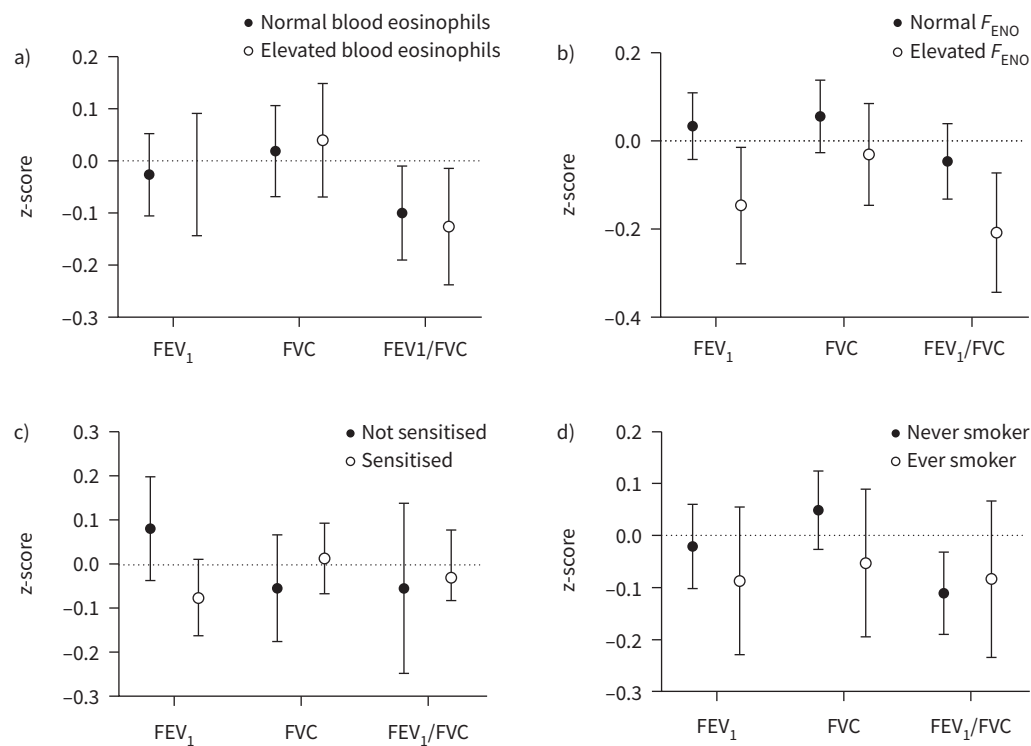 a)
● Normal blood eosinophils
○ Elevated blood eosinophils
z-score
0.2
0.1
0.0
–0.1
–0.2
–0.3
FEV₁ FVC FEV1/FVC
b)
● Normal FENO
○ Elevated FENO
z-score
0.2
0.0
–0.2
–0.4
FEV₁ FVC FEV₁/FVC
c)
● Not sensitised
○ Sensitised
z-score
0.3
0.2
0.1
0.0
–0.1
–0.2
–0.3
FEV₁ FVC FEV₁/FVC
d)
● Never smoker
○ Ever smoker
z-score
0.2
0.1
0.0
–0.1
–0.2
–0.3
FEV₁ FVC FEV₁/FVC